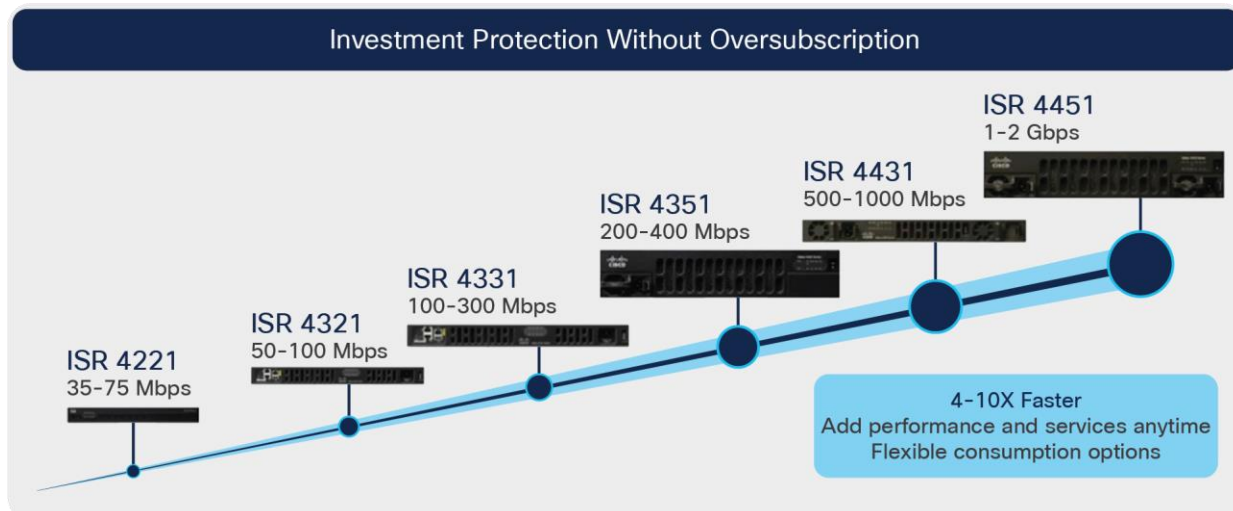 Investment Protection Without Oversubscription
ISR 4221
35-75 Mbps
ISR 4321
50-100 Mbps
ISR 4331
100-300 Mbps
ISR 4351
200-400 Mbps
ISR 4431
500-1000 Mbps
ISR 4451
1-2 Gbps
CISCO
CISCO
4-10X Faster
Add performance and services anytime
Flexible consumption options